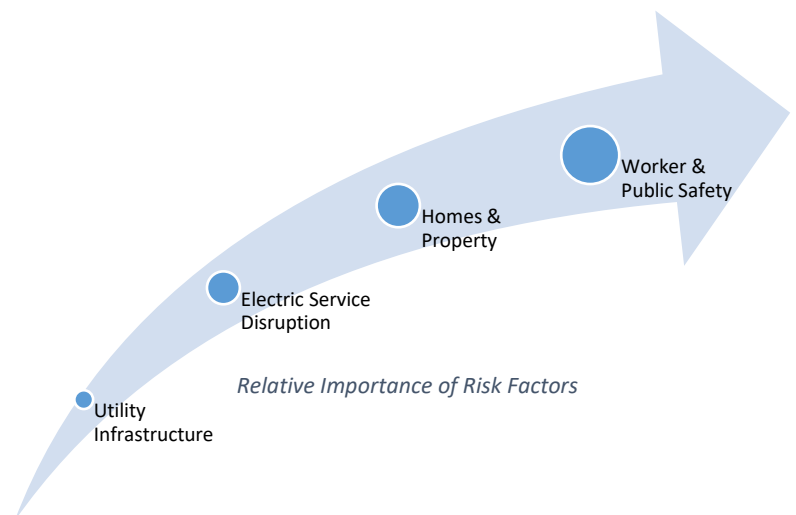 Worker &
Public Safety
Homes &
Property
Electric Service
Disruption
Relative Importance of Risk Factors
Utility
Infrastructure